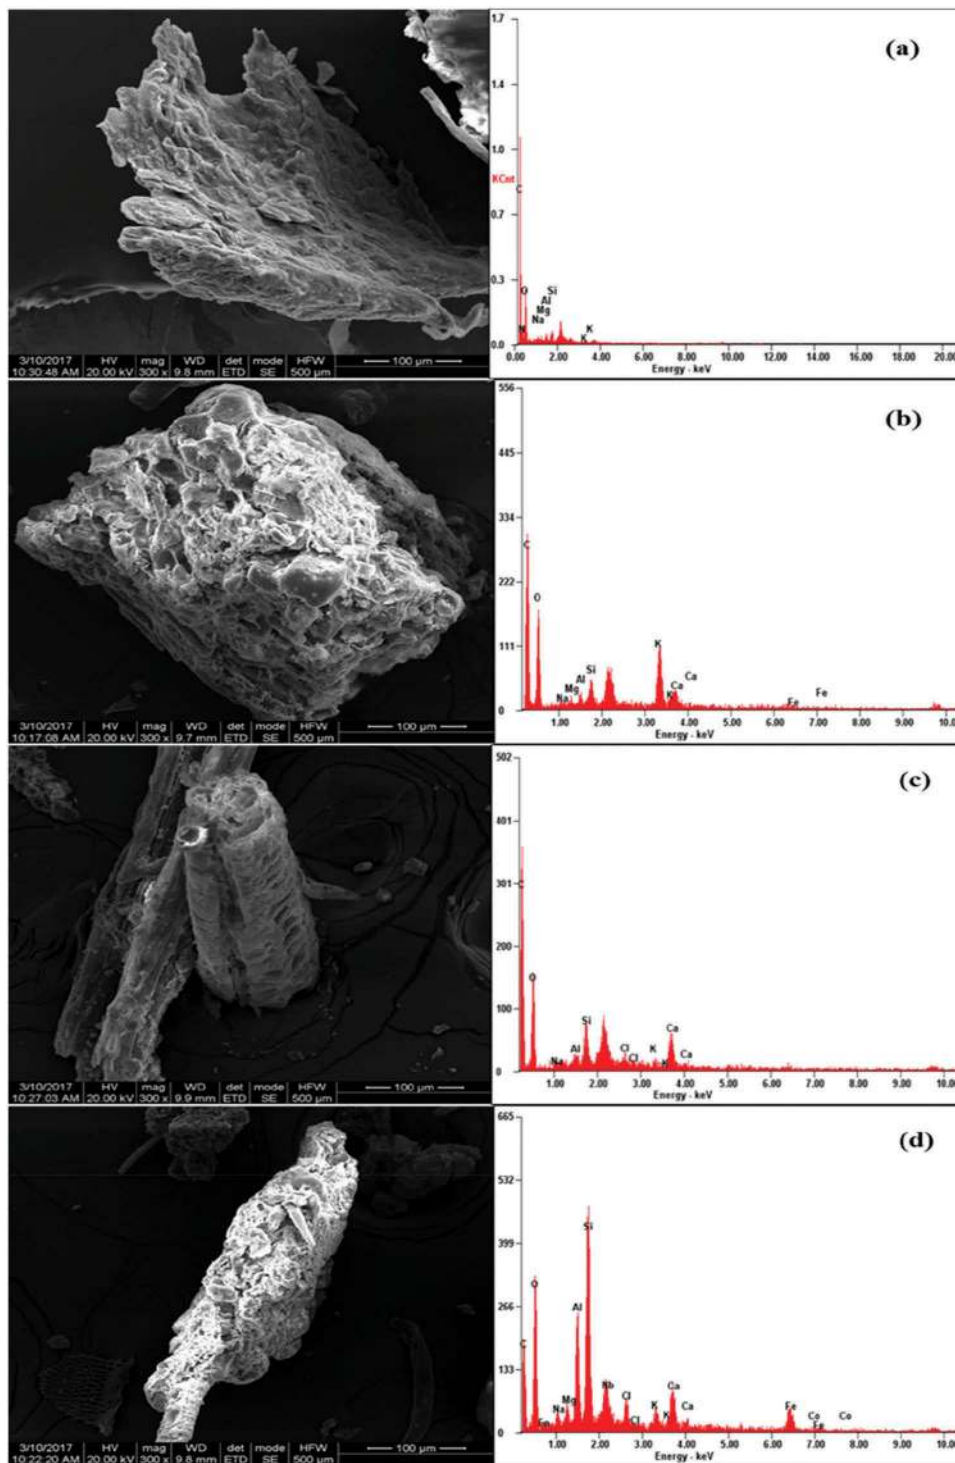 (a)
1.7
1.4
1.0
KCnt
C
0.7
0.3
O
Si
Al
Mg
Na
N
K
K
0.0
0.00 2.00 4.00 6.00 8.00 10.00 12.00 14.00 16.00 18.00 20.00
Energy - keV
3/10/2017 HV mag WD det mode HFW 100 µm
10:30:48 AM 20.00 kV 300 x 9.8 mm ETD SE 500 µm
(b)
556
445
334
C
222
O
111
K
Si
Al
Mg
Na
K
Ca
Ca
Fe
Fe
0
1.00 2.00 3.00 4.00 5.00 6.00 7.00 8.00 9.00 10.0
Energy - keV
3/10/2017 HV mag WD det mode HFW 100 µm
10:17:08 AM 20.00 kV 300 x 9.7 mm ETD SE 500 µm
(c)
502
401
301
C
200
O
100
Si
Al
Na
Cl
Cl
K
K
Ca
Ca
0
1.00 2.00 3.00 4.00 5.00 6.00 7.00 8.00 9.00 10.0
Energy - keV
3/10/2017 HV mag WD det mode HFW 100 µm
10:27:03 AM 20.00 kV 300 x 9.9 mm ETD SE 500 µm
(d)
665
532
399
Si
266
O
Al
133
C
Fe
Na
Mg
Nb
Cl
Cl
K
K
Ca
Ca
Fe
Fe
Co
Co
0
1.00 2.00 3.00 4.00 5.00 6.00 7.00 8.00 9.00 10.0
Energy - keV
3/10/2017 HV mag WD det mode HFW 100 µm
10:22:20 AM 20.00 kV 300 x 9.8 mm ETD SE 500 µm